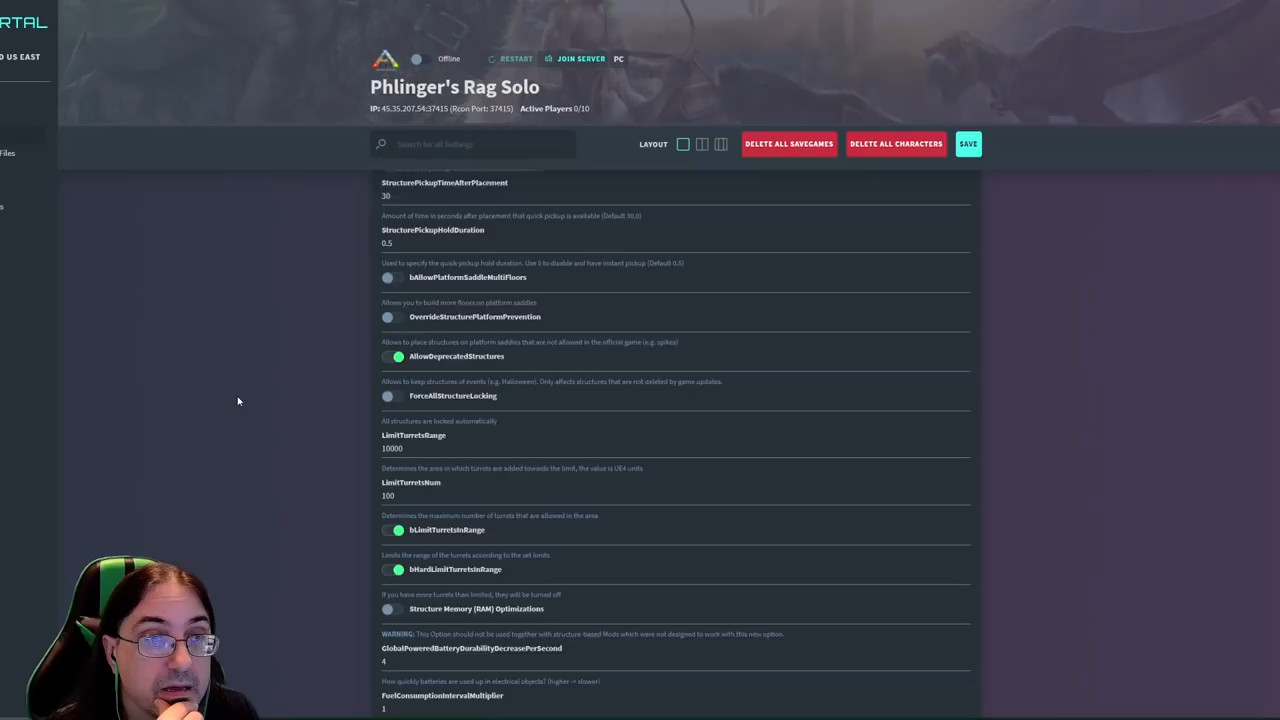 RTAL
D US EAST
Files
s
Offline
RESTART
JOIN SERVER
PC
Phlinger's Rag Solo
IP: 45.35.207.54:37415 (Rcon Port: 37415) Active Players 0/10
Search for all Settings
LAYOUT
DELETE ALL SAVEGAMES
DELETE ALL CHARACTERS
SAVE
StructurePickupTimeAfterPlacement
30
Amount of time in seconds after placement that quick pickup is available (Default 30.0)
StructurePickupHoldDuration
0.5
Used to specify the quick-pickup hold duration. Use 0 to disable and have instant pickup (Default 0.5)
bAllowPlatformSaddleMultiFloors
Allows you to build more floors on platform saddles
OverrideStructurePlatformPrevention
Allows to place structures on platform saddles that are not allowed in the official game (e.g. spikes)
AllowDeprecatedStructures
Allows to keep structures of events (e.g. Halloween). Only affects structures that are not deleted by game updates.
ForceAllStructureLocking
All structures are locked automatically
LimitTurretsRange
10000
Determines the area in which turrets are added towards the limit, the value is UE4 units
LimitTurretsNum
100
Determines the maximum number of turrets that are allowed in the area
bLimitTurretsInRange
Limits the range of the turrets according to the set limits
bHardLimitTurretsInRange
If you have more turrets than limited, they will be turned off
Structure Memory (RAM) Optimizations
WARNING: This Option should not be used together with structure-based Mods which were not designed to work with this new option.
GlobalPoweredBatteryDurabilityDecreasePerSecond
4
How quickly batteries are used up in electrical objects? (higher -> slower)
FuelConsumptionIntervalMultiplier
1